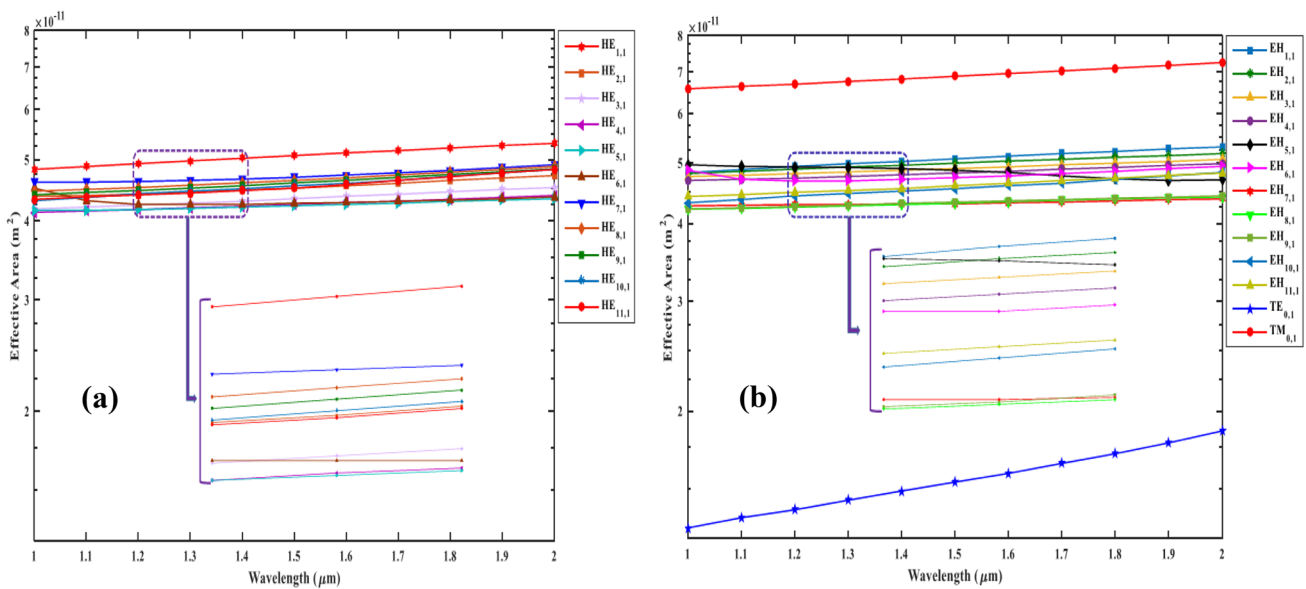 ×10⁻¹¹
8
7
6
5
4
3
2
Effective Area (m²)
1 1.1 1.2 1.3 1.4 1.5 1.6 1.7 1.8 1.9 2
Wavelength (μm)
(a)
HE1,1
HE2,1
HE3,1
HE4,1
HE5,1
HE6,1
HE7,1
HE8,1
HE9,1
HE10,1
HE11,1
×10⁻¹¹
8
7
6
5
4
3
2
Effective Area (m²)
1 1.1 1.2 1.3 1.4 1.5 1.6 1.7 1.8 1.9 2
Wavelength (μm)
(b)
EH1,1
EH2,1
EH3,1
EH4,1
EH5,1
EH6,1
EH7,1
EH8,1
EH9,1
EH10,1
EH11,1
TE0,1
TM0,1